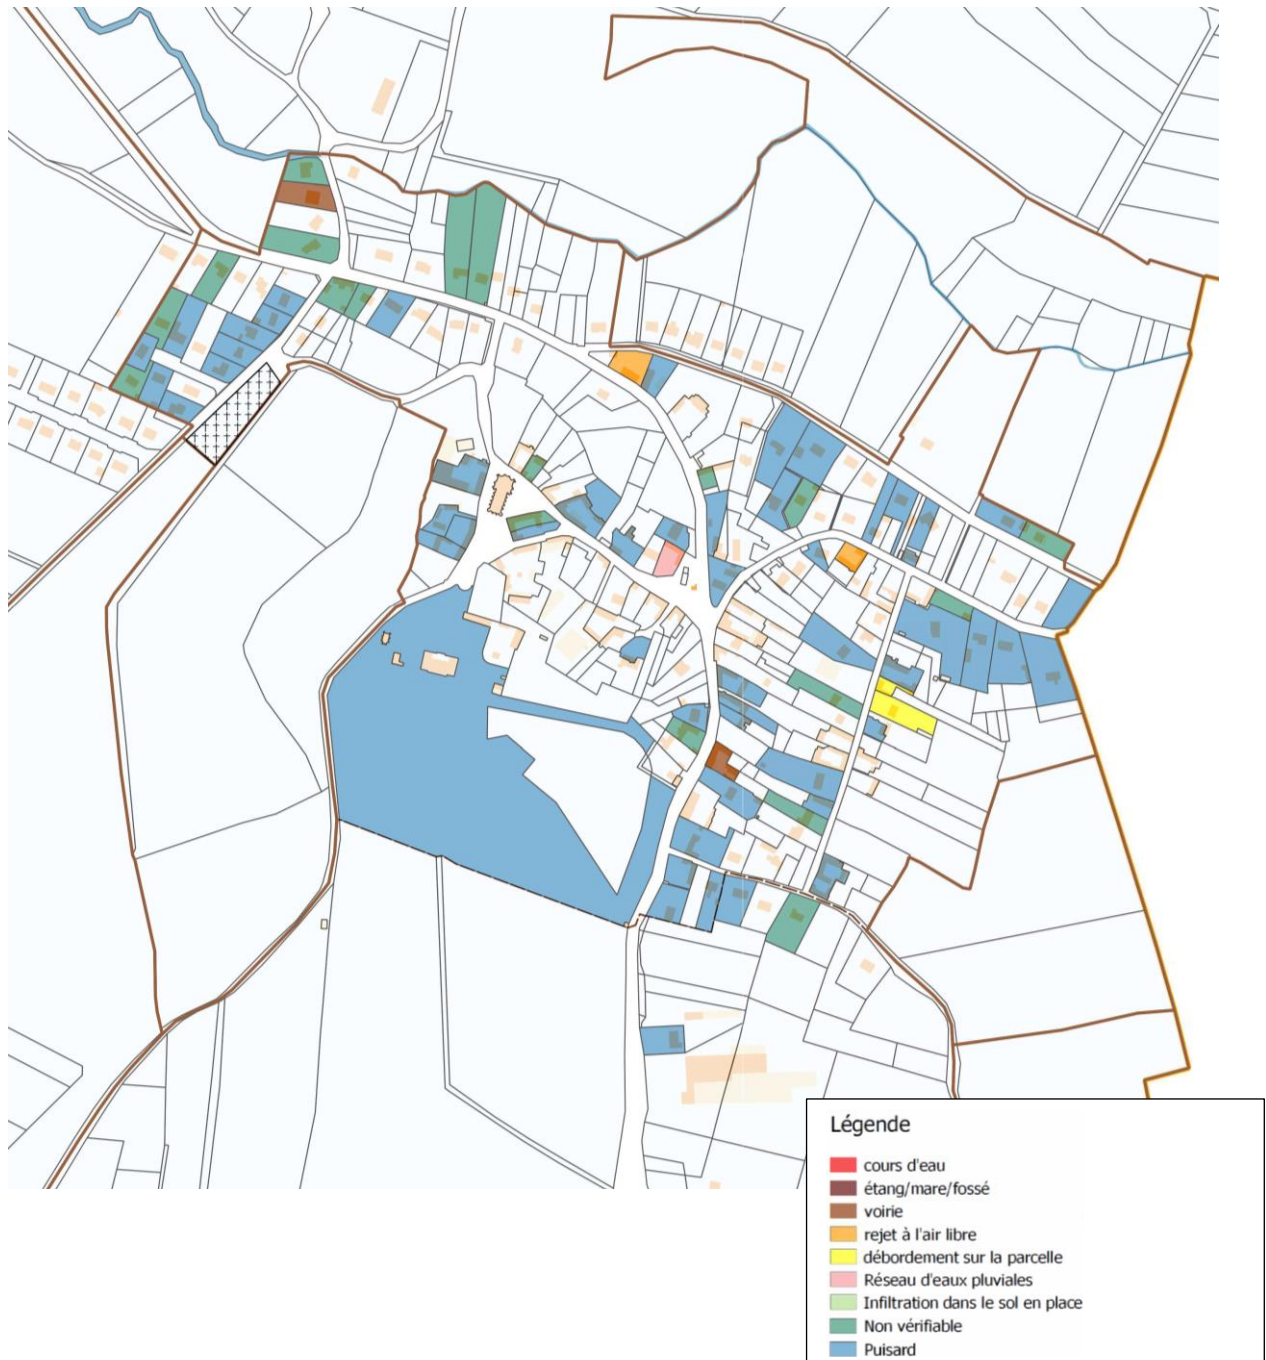 Légende
cours d'eau
étang/mare/fossé
voirie
rejet à l'air libre
débordement sur la parcelle
Réseau d'eaux pluviales
Infiltration dans le sol en place
Non vérifiable
Puisard